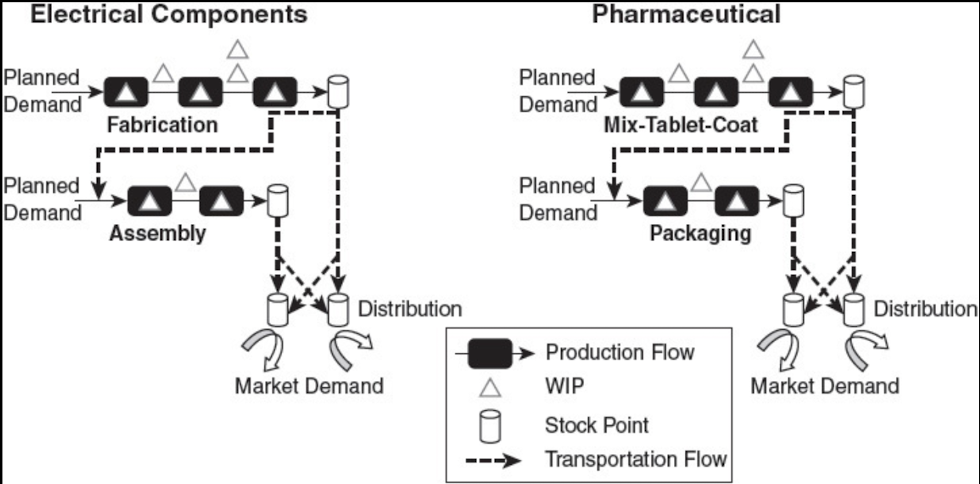 Electrical Components
Planned
Demand
Fabrication
Planned
Demand
Assembly
Distribution
Market Demand
Pharmaceutical
Planned
Demand
Mix-Tablet-Coat
Planned
Demand
Packaging
Distribution
Market Demand
Production Flow
WIP
Stock Point
Transportation Flow